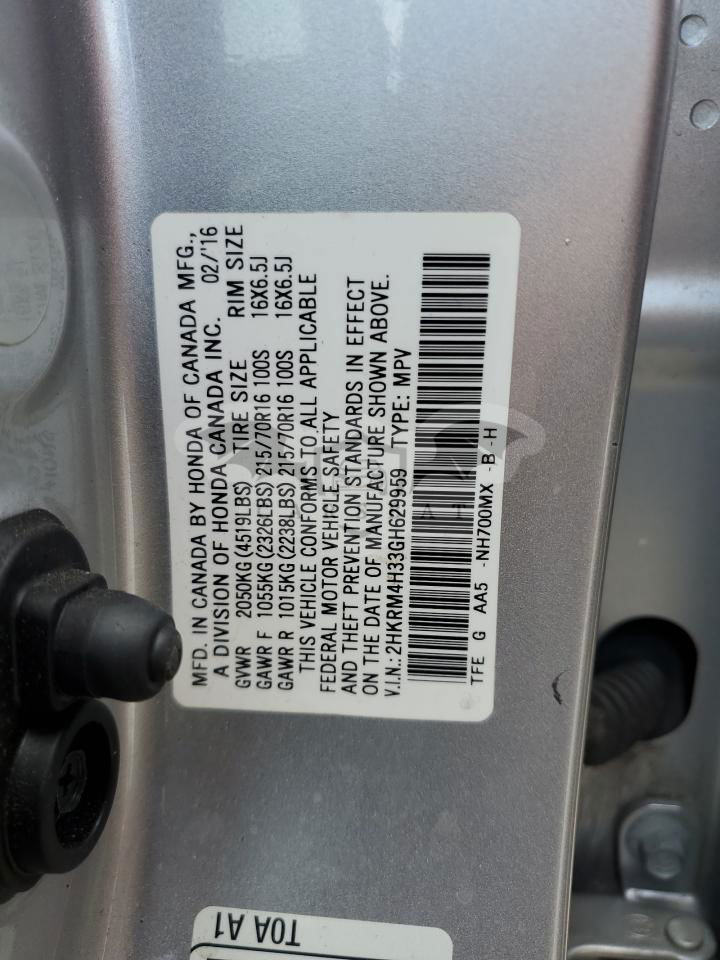 MFD. IN CANADA BY HONDA OF CANADA MFG.,
A DIVISION OF HONDA CANADA INC. 02/'16
GVWR 2050KG(4519LBS) TIRE SIZE RIM SIZE
GAWR F 1055KG(2326LBS) 215/70R16 100S 16X6.5J
GAWR R 1015KG(2238LBS) 215/70R16 100S 16X6.5J
THIS VEHICLE CONFORMS TO ALL APPLICABLE
FEDERAL MOTOR VEHICLE SAFETY
AND THEFT PREVENTION STANDARDS IN EFFECT
ON THE DATE OF MANUFACTURE SHOWN ABOVE.
V.I.N.: 2HKRM4H33GH629959 TYPE: MPV
TFE G AA5 -NH700MX -B -H
TOA A1